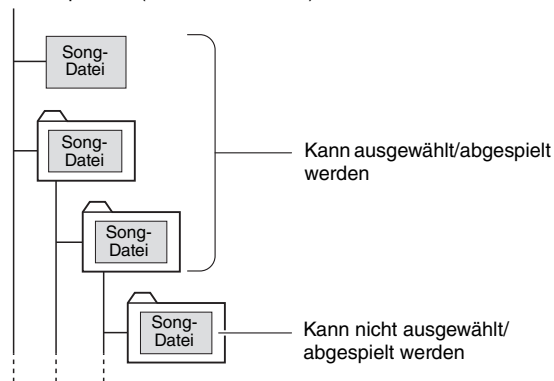 Song-
Datei
Song-
Datei
Song-
Datei
Song-
Datei
Kann ausgewählt/abgespielt
werden
Kann nicht ausgewählt/
abgespielt werden